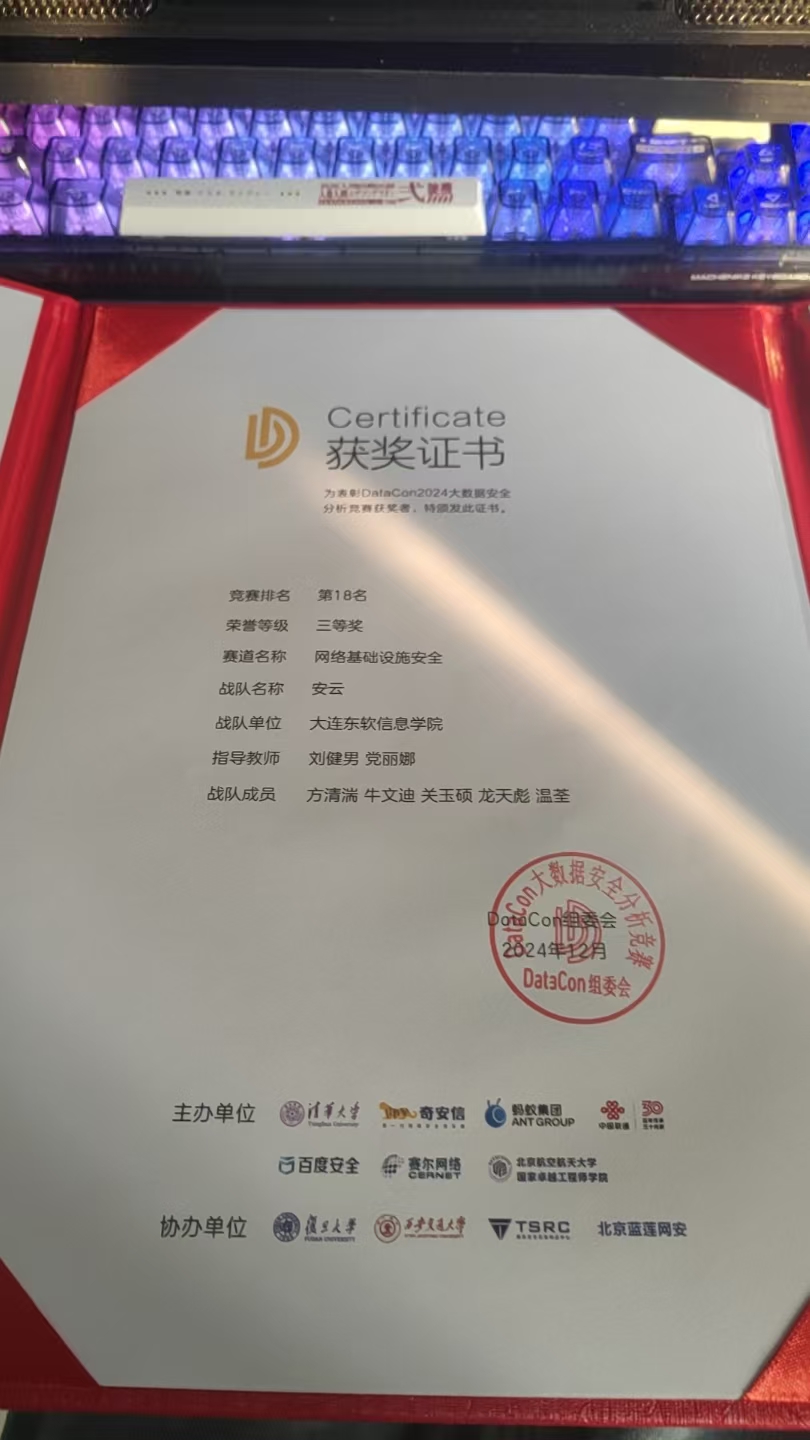 Certificate
获奖证书
为表彰DataCon2024大数据安全
分析竞赛获奖者，特颁发此证书。
竞赛排名 第18名
荣誉等级 三等奖
赛道名称 网络基础设施安全
战队名称 安云
战队单位 大连东软信息学院
指导教师 刘健男 党丽娜
战队成员 方清湍 牛文迪 关玉硕 龙天彪 温荃
DataCon大数据安全分析竞赛
DataCon组委会
2024年12月
DataCon组委会
主办单位 清华大学 Tsinghua University 奇安信 蚂蚁集团 ANT GROUP 中国联通 30
百度安全 赛尔网络 CERNET 北京航空航天大学 国家卓越工程师学院
协办单位 復旦大學 FUDAN UNIVERSITY 西安交通大学 TSRC 北京蓝莲网安